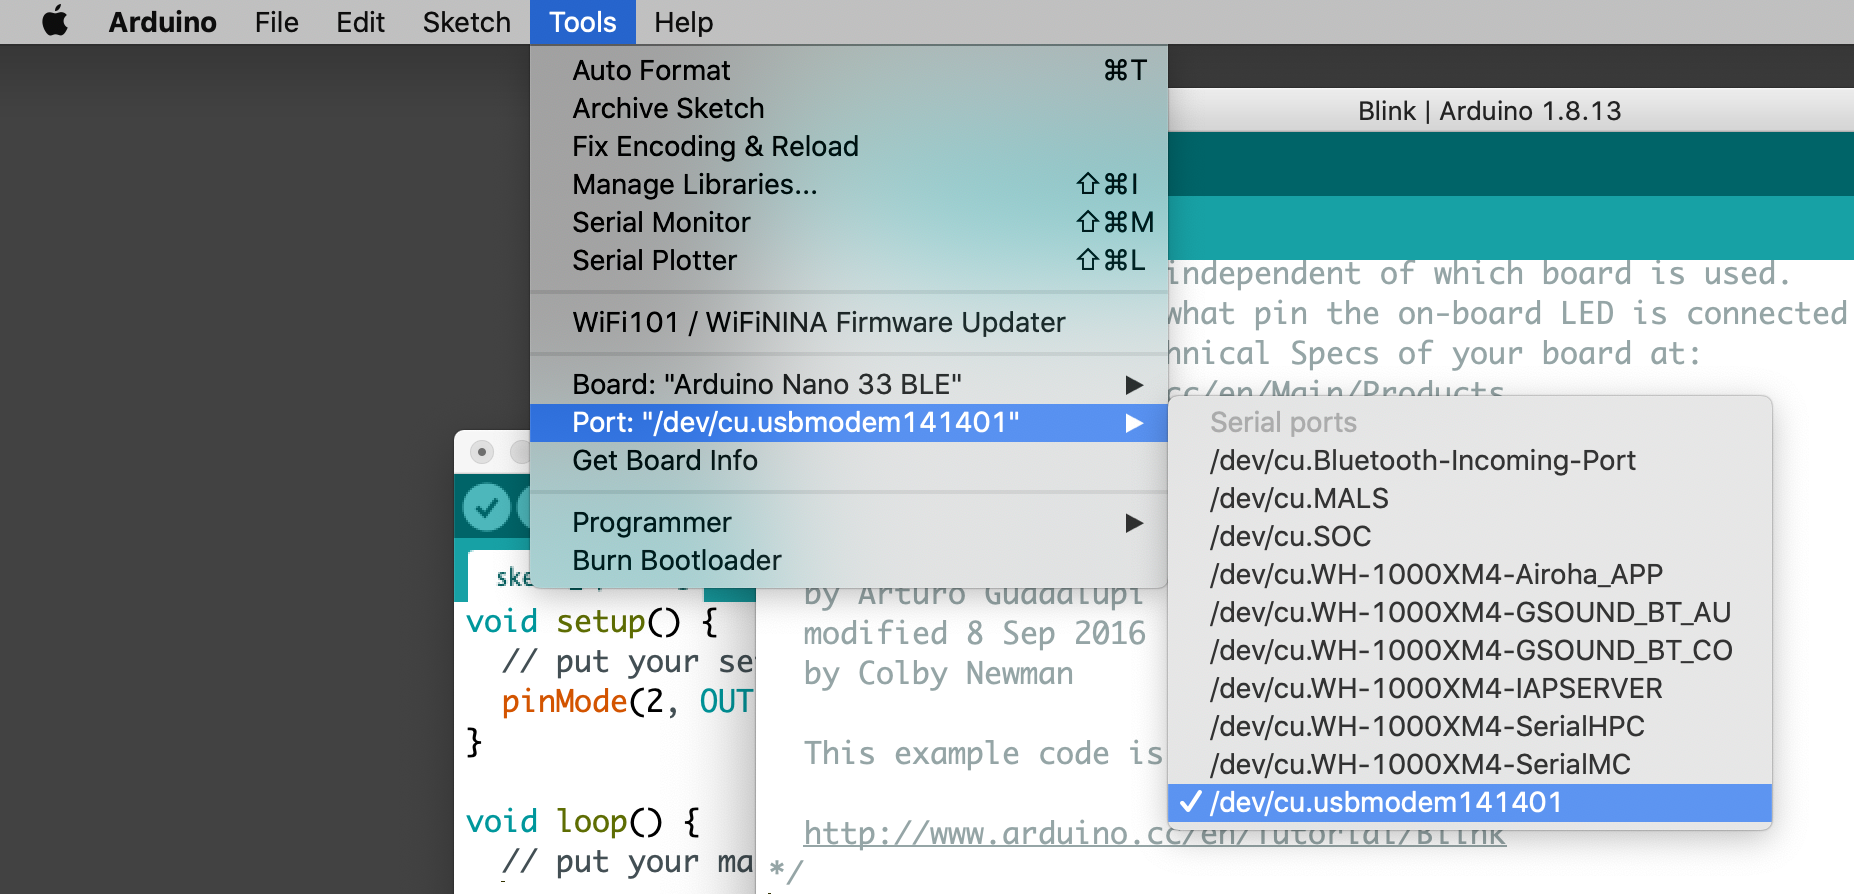 Arduino File Edit Sketch Tools Help
Auto Format ⌘T
Archive Sketch
Fix Encoding & Reload
Manage Libraries... ⇧⌘I
Serial Monitor ⇧⌘M
Serial Plotter ⇧⌘L
WiFi101 / WiFiNINA Firmware Updater
Board: "Arduino Nano 33 BLE"
Port: "/dev/cu.usbmodem141401"
Get Board Info
Programmer
Burn Bootloader
Serial ports
/dev/cu.Bluetooth-Incoming-Port
/dev/cu.MALS
/dev/cu.SOC
/dev/cu.WH-1000XM4-Airoha_APP
/dev/cu.WH-1000XM4-GSOUND_BT_AU
/dev/cu.WH-1000XM4-GSOUND_BT_CO
/dev/cu.WH-1000XM4-IAPSERVER
/dev/cu.WH-1000XM4-SerialHPC
/dev/cu.WH-1000XM4-SerialMC
✓ /dev/cu.usbmodem141401
Blink | Arduino 1.8.13
independent of which board is used.
what pin the on-board LED is connected
hnical Specs of your board at:
cc/en/Main/Products
by Arturo Guadalupi
modified 8 Sep 2016
by Colby Newman
This example code is
http://www.arduino.cc/en/Tutorial/Blink
*/
ske
void setup() {
// put your se
pinMode(2, OUT
}
void loop() {
// put your ma